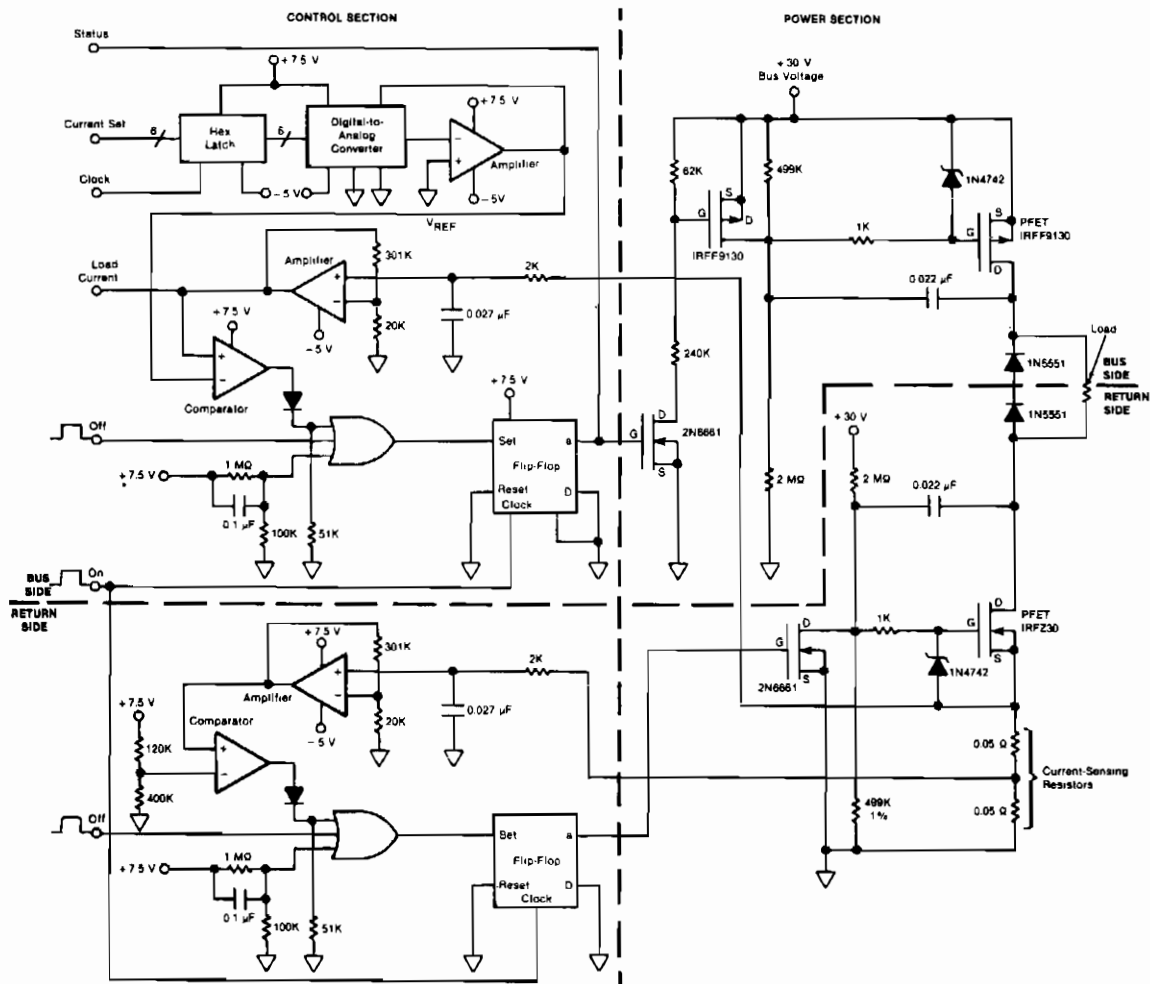 CONTROL SECTION
POWER SECTION
Status
+7.5 V
+30 V
Bus Voltage
Current Set
6
Hex
Latch
6
Digital-to-
Analog
Converter
+7.5 V
-
+
Amplifier
-5V
Clock
-5V
VREF
62K
499K
1N4742
S
G
D
IRFF9130
1K
S
G
D
PFET
IRFF9130
Load
Current
Amplifier
301K
+
-
-5 V
20K
2K
0.027 µF
0.022 µF
Load
+7.5 V
+
-
Comparator
240K
1N5551
BUS
SIDE
RETURN
SIDE
1N5551
Off
+7.5 V
1 MΩ
0.1 µF
100K
51K
+7.5 V
Set
a
Flip-Flop
Reset
Clock
D
D
G
S
2N6661
2 MΩ
+30 V
2 MΩ
0.022 µF
BUS
SIDE
On
RETURN
SIDE
+7.5 V
Amplifier
301K
+
-
-5 V
20K
2K
0.027 µF
D
G
S
2N6661
1K
D
G
S
PFET
IRFZ30
1N4742
+7.5 V
120K
400K
Comparator
+
-
0.05 Ω
0.05 Ω
Current-Sensing
Resistors
499K
1%
Off
+7.5 V
1 MΩ
0.1 µF
100K
51K
Set
a
Flip-Flop
Reset
Clock
D